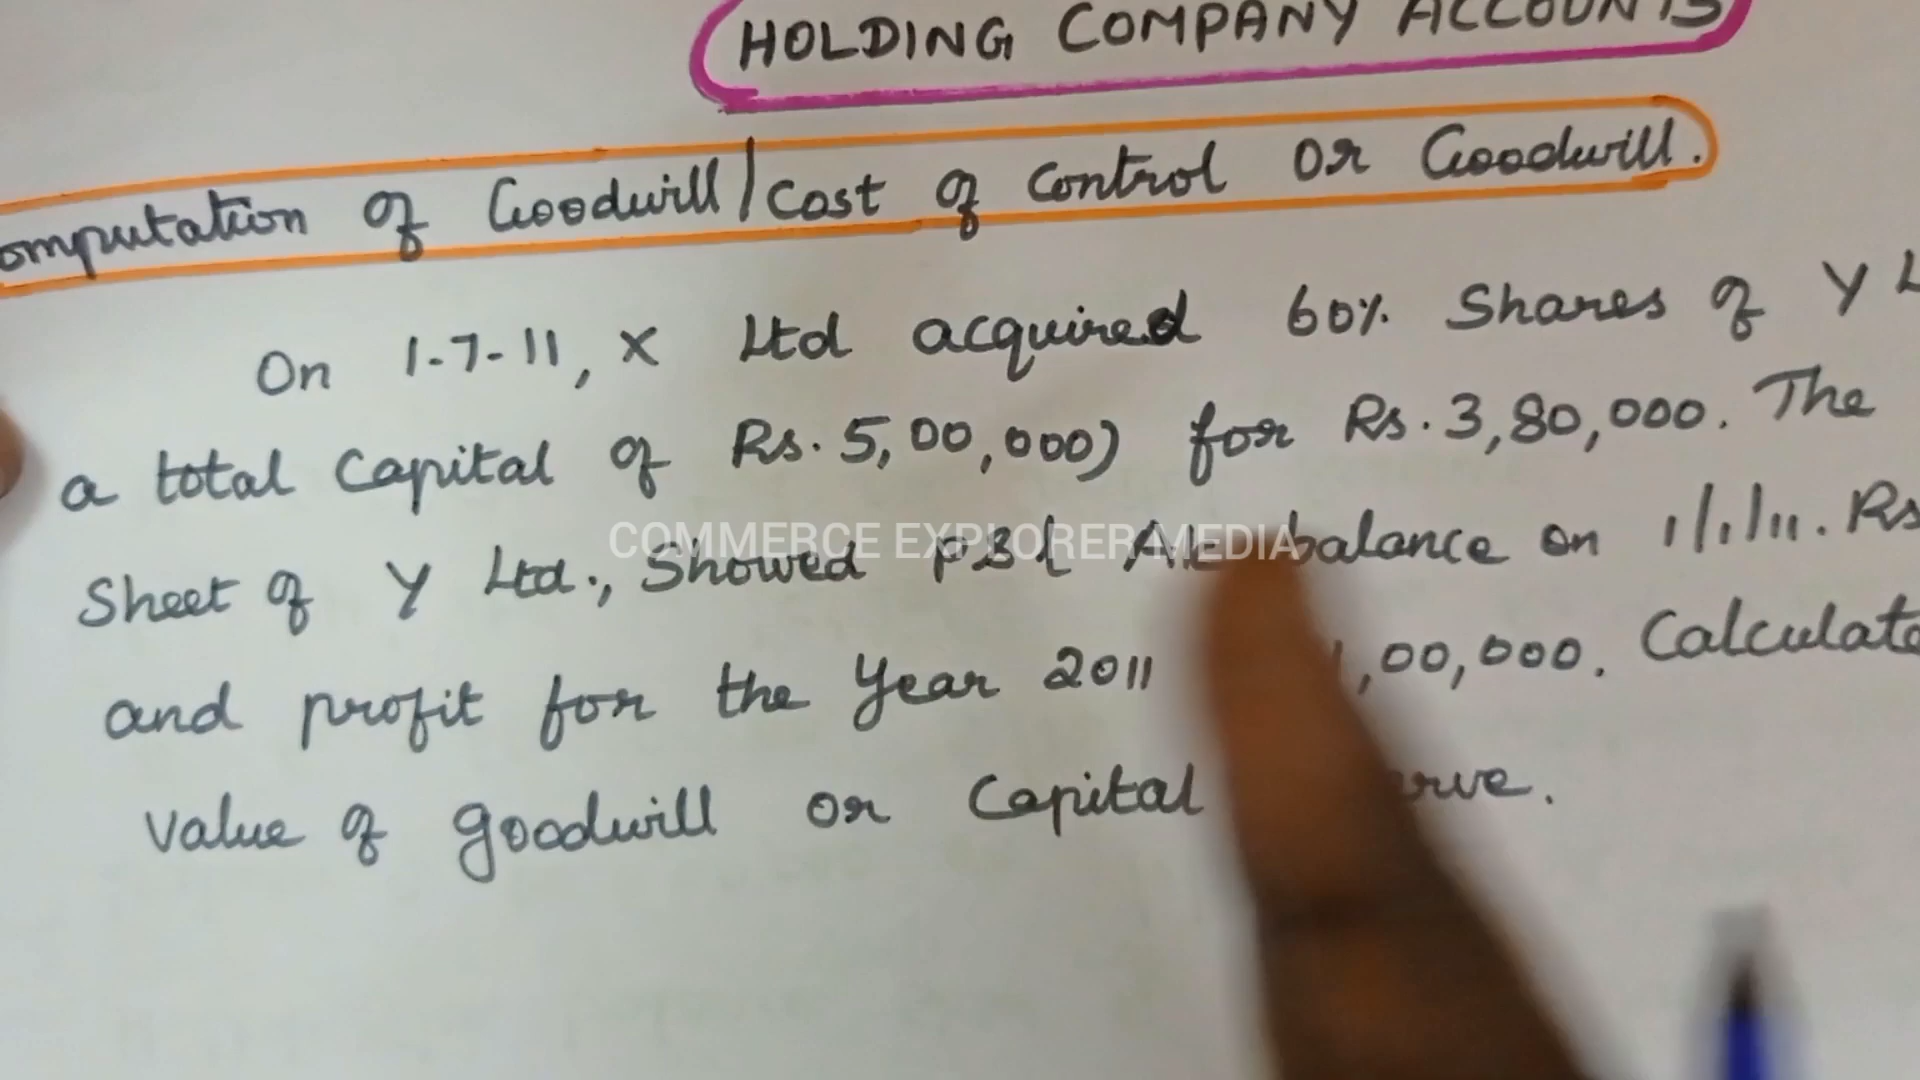 HOLDING COMPANY ACCOUNTS
omputation of Goodwill/Cost of Control or Goodwill.
On 1-7-11, X Ltd acquired 60% Shares of Y L
a total Capital of Rs. 5,00,000) for Rs. 3,80,000. The
Sheet of Y Ltd., Showed P&L A/c balance on 1/1/11. Rs
COMMERCE EXPLORER MEDIA
and profit for the Year 2011 ,00,000. Calculate
Value of goodwill or Capital erve.